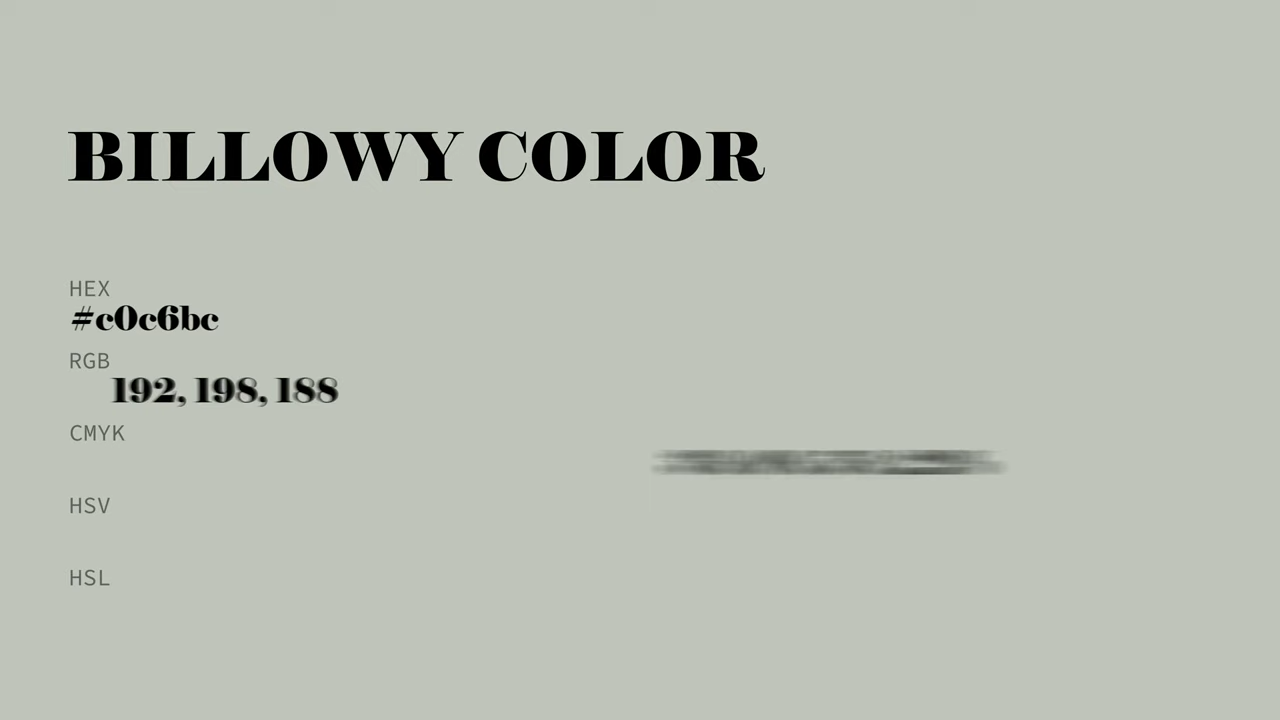 BILLOWY COLOR
HEX
#c0c6bc
RGB
192, 198, 188
CMYK
HSV
HSL